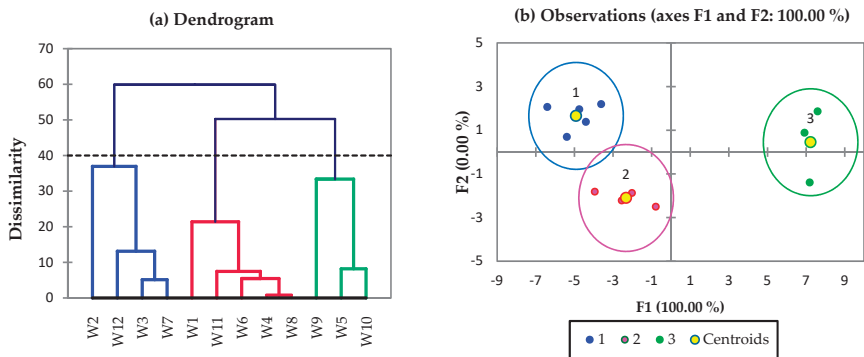 (a) Dendrogram
Dissimilarity
70
60
50
40
30
20
10
0
W2
W12
W3
W7
W1
W11
W6
W4
W8
W9
W5
W10
(b) Observations (axes F1 and F2: 100.00 %)
F2 (0.00 %)
5
3
1
-1
-3
-5
1
2
3
-9 -7 -5 -3 -1 1 3 5 7 9
F1 (100.00 %)
1 2 3 Centroids